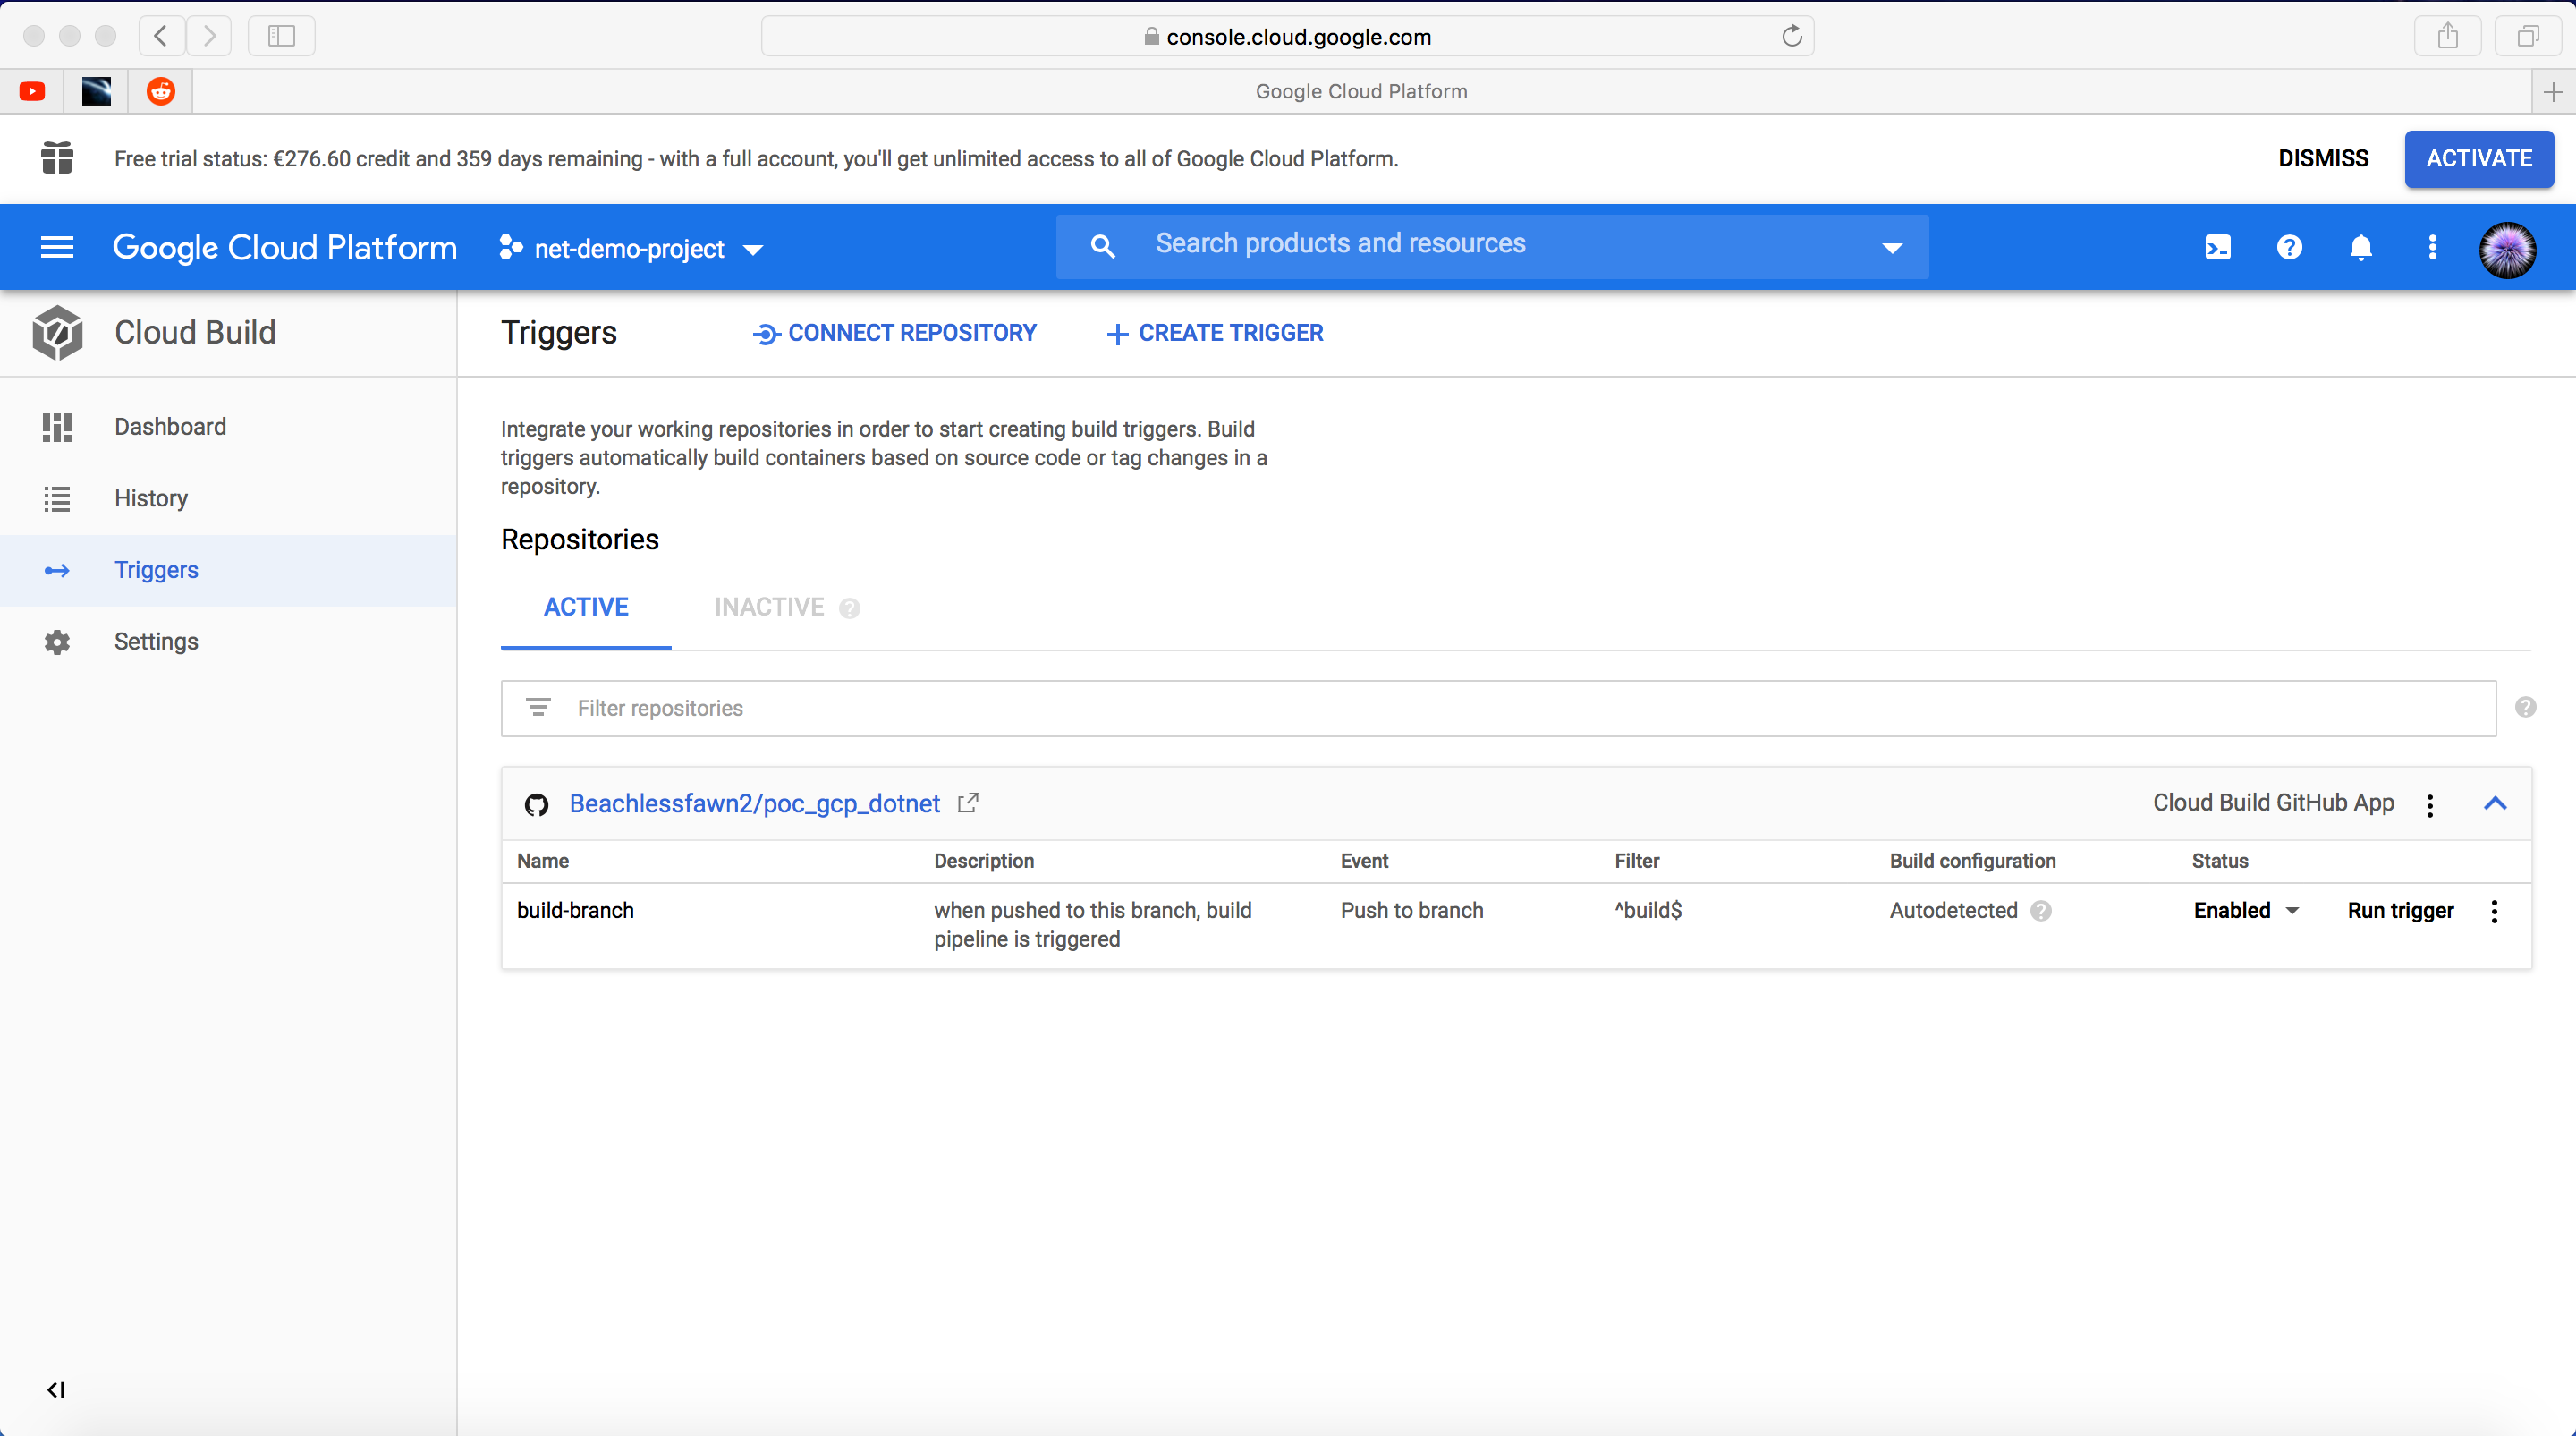 console.cloud.google.com
Google Cloud Platform
Free trial status: €276.60 credit and 359 days remaining - with a full account, you'll get unlimited access to all of Google Cloud Platform.
DISMISS
ACTIVATE
Google Cloud Platform
net-demo-project
Search products and resources
Cloud Build
Triggers
CONNECT REPOSITORY
CREATE TRIGGER
Dashboard
History
Triggers
Settings
Integrate your working repositories in order to start creating build triggers. Build
triggers automatically build containers based on source code or tag changes in a
repository.
Repositories
ACTIVE
INACTIVE
Filter repositories
Beachlessfawn2/poc_gcp_dotnet
Cloud Build GitHub App
Name Description Event Filter Build configuration Status
build-branch when pushed to this branch, build Push to branch ^build$ Autodetected Enabled Run trigger
pipeline is triggered